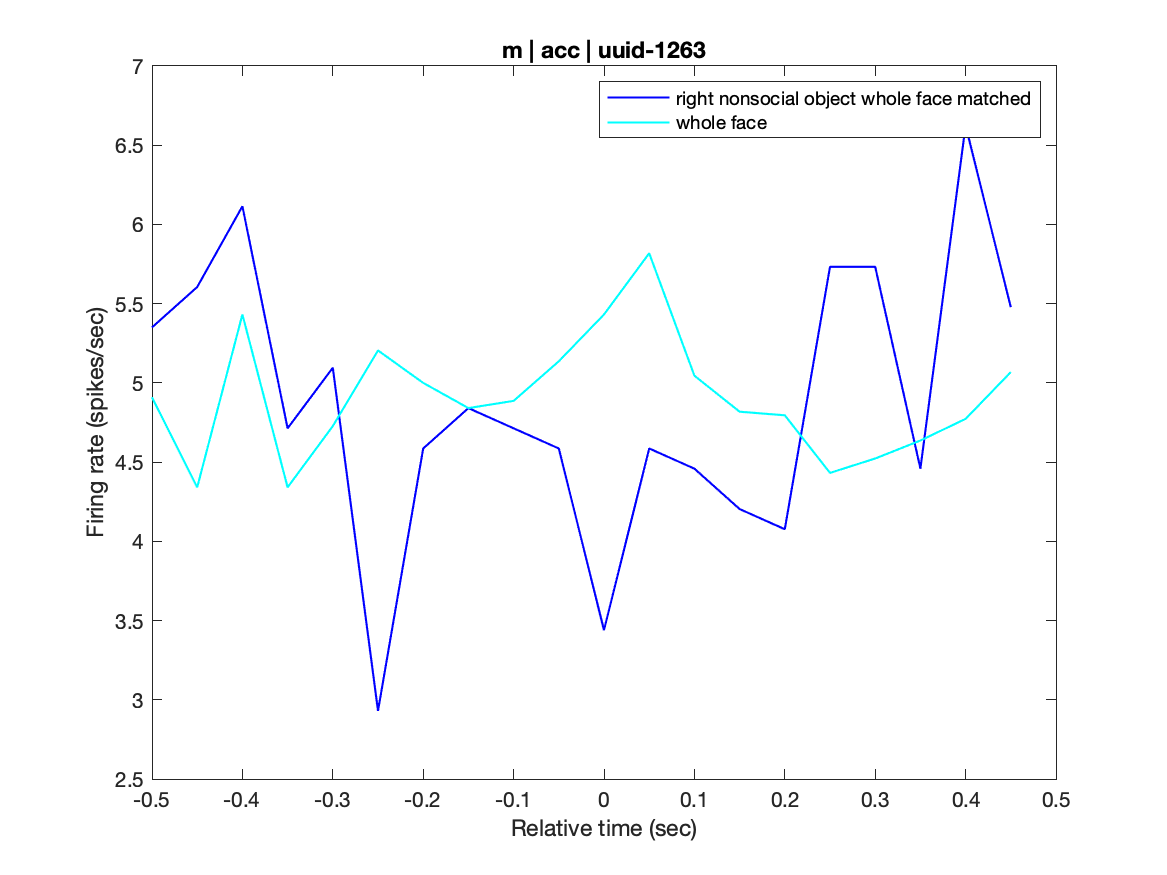 m | acc | uuid-1263
right nonsocial object whole face matched
whole face
Firing rate (spikes/sec)
7
6.5
6
5.5
5
4.5
4
3.5
3
2.5
-0.5 -0.4 -0.3 -0.2 -0.1 0 0.1 0.2 0.3 0.4 0.5
Relative time (sec)